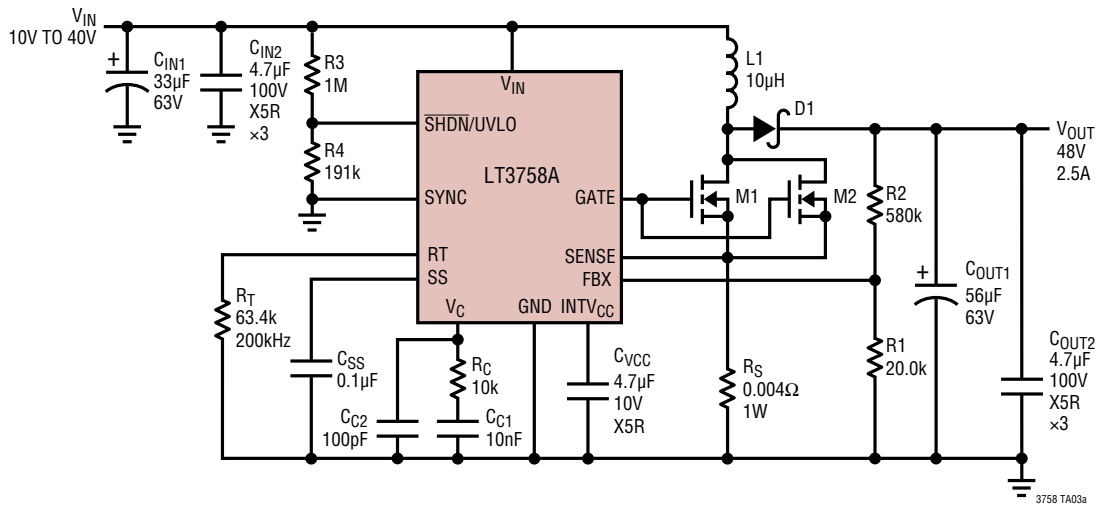 VIN
10V TO 40V
CIN1
33µF
63V
+
CIN2
4.7µF
100V
X5R
×3
R3
1M
R4
191k
VIN
SHDN/UVLO
LT3758A
SYNC
GATE
RT
SENSE
SS
FBX
VC
GND
INTVCC
L1
10µH
D1
M1
M2
VOUT
48V
2.5A
R2
580k
+
COUT1
56µF
63V
COUT2
4.7µF
100V
X5R
×3
R1
20.0k
RT
63.4k
200kHz
CSS
0.1µF
RC
10k
CC2
100pF
CC1
10nF
CVCC
4.7µF
10V
X5R
RS
0.004Ω
1W
3758 TA03a